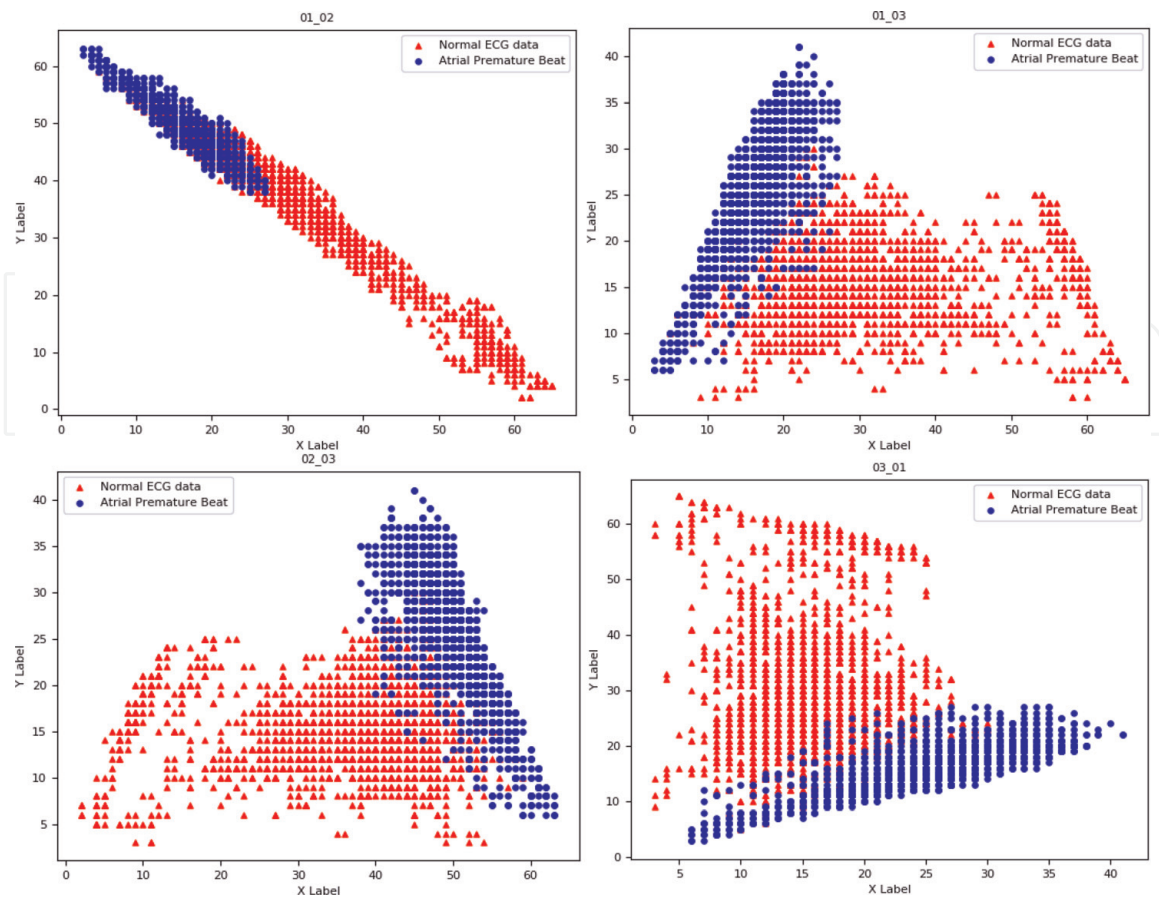 01_02
Normal ECG data
Atrial Premature Beat
60
50
40
30
20
10
0
Y Label
0 10 20 30 40 50 60
X Label
01_03
Normal ECG data
Atrial Premature Beat
40
35
30
25
20
15
10
5
Y Label
0 10 20 30 40 50 60
X Label
02_03
Normal ECG data
Atrial Premature Beat
40
35
30
25
20
15
10
5
Y Label
0 10 20 30 40 50 60
X Label
03_01
Normal ECG data
Atrial Premature Beat
60
50
40
30
20
10
0
Y Label
5 10 15 20 25 30 35 40
X Label